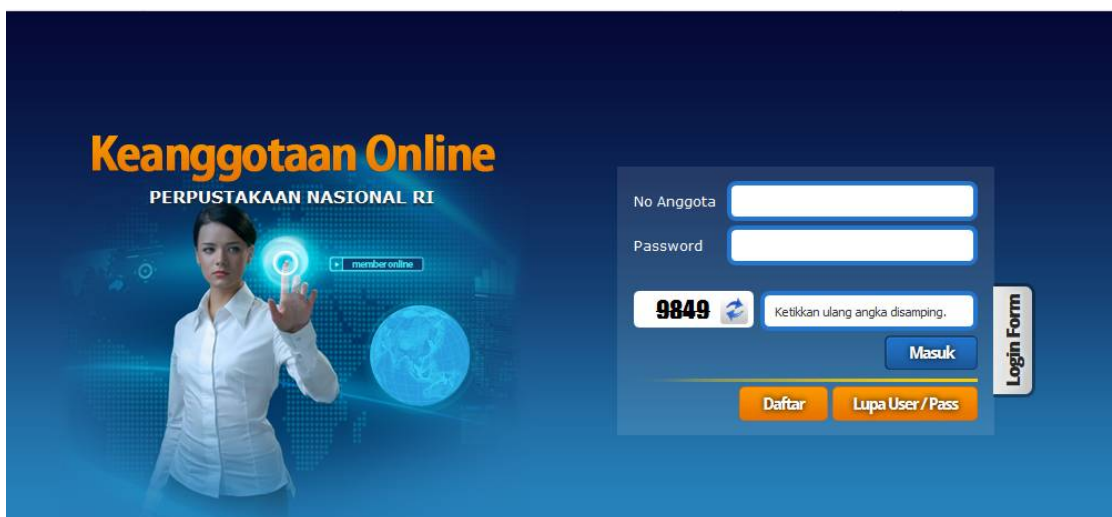 Keanggotaan Online
PERPUSTAKAAN NASIONAL RI
member online
No Anggota
Password
9849
Ketikkan ulang angka disamping.
Masuk
Daftar
Lupa User / Pass
Login Form